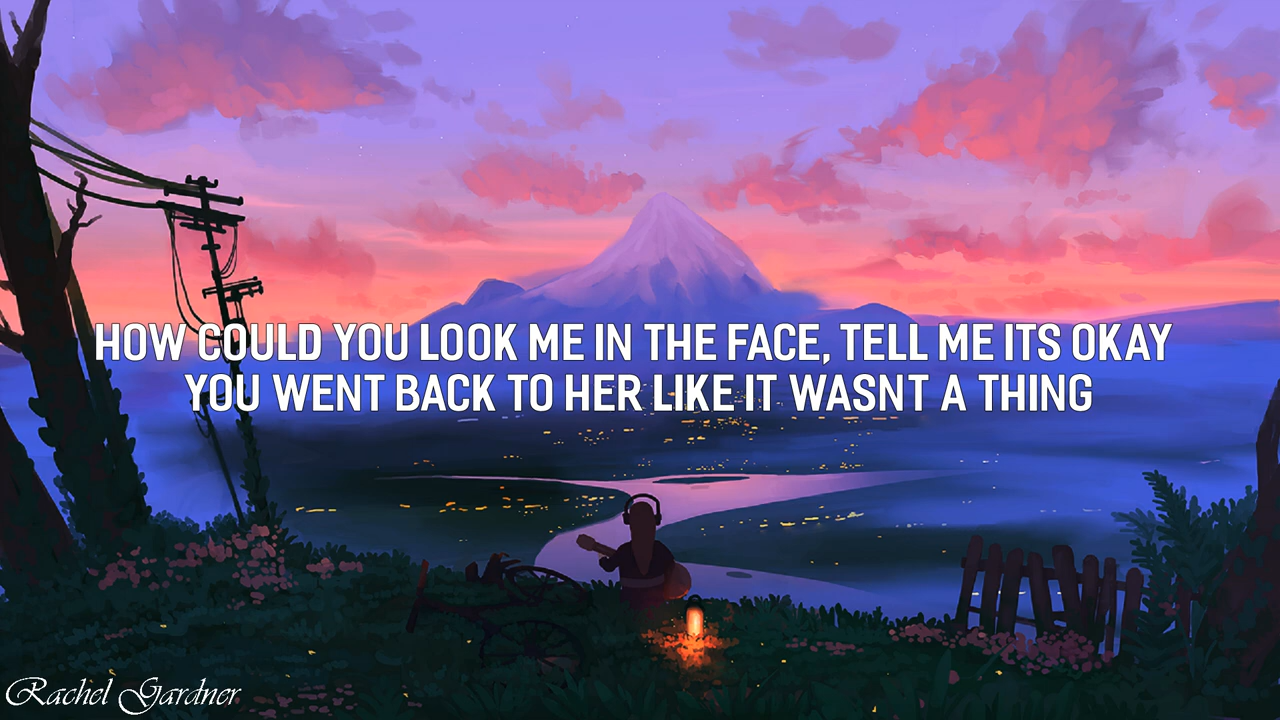 HOW COULD YOU LOOK ME IN THE FACE, TELL ME ITS OKAY
YOU WENT BACK TO HER LIKE IT WASNT A THING
Rachel Gardner